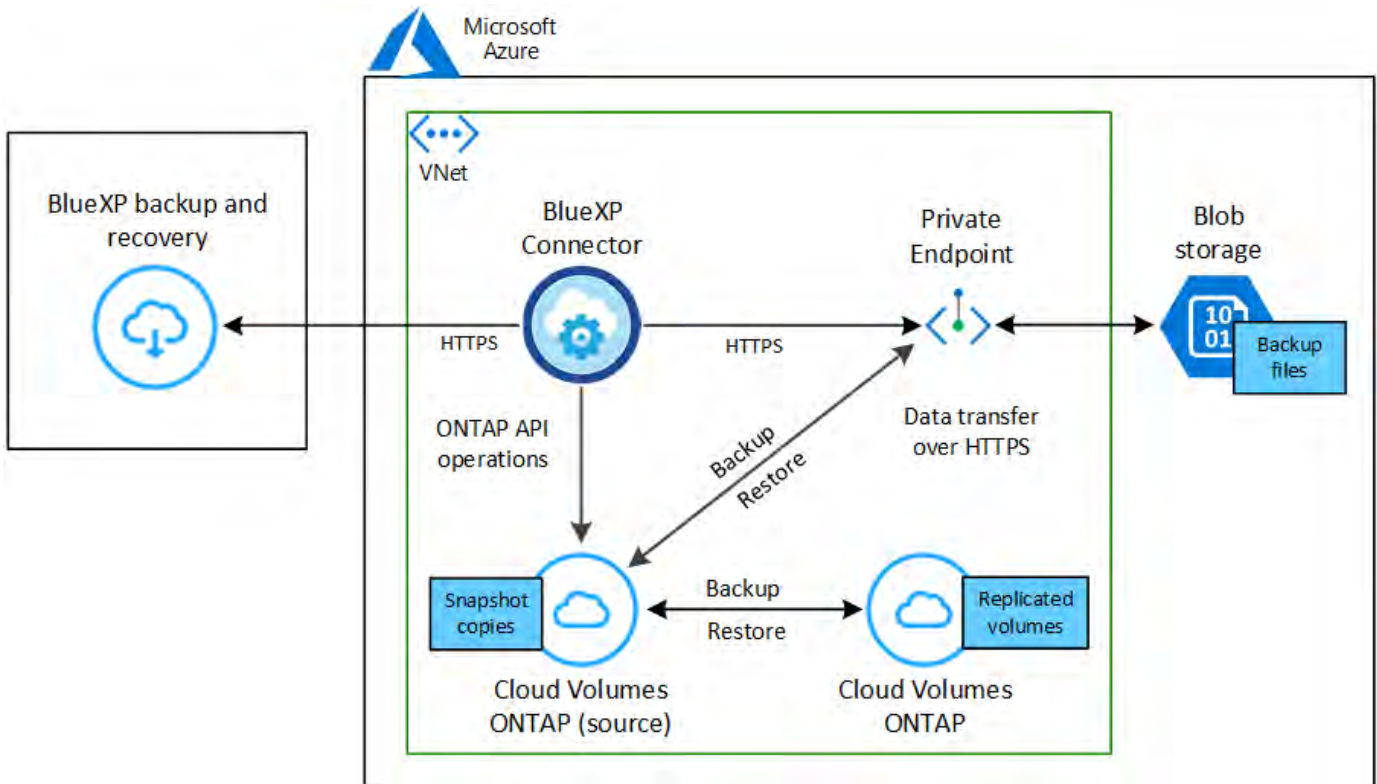 Microsoft
Azure
VNet
BlueXP backup and
recovery
BlueXP
Connector
Private
Endpoint
Blob
storage
HTTPS
HTTPS
10
01
Backup
files
ONTAP API
operations
Backup
Restore
Data transfer
over HTTPS
Snapshot
copies
Backup
Restore
Replicated
volumes
Cloud Volumes
ONTAP (source)
Cloud Volumes
ONTAP